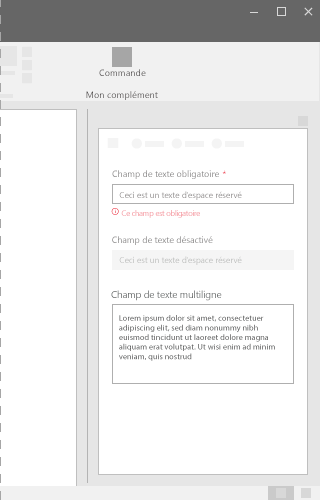 Commande
Mon complément
Champ de texte obligatoire *
Ceci est un texte d'espace réservé
Ce champ est obligatoire
Champ de texte désactivé
Ceci est un texte d'espace réservé
Champ de texte multiligne
Lorem ipsum dolor sit amet, consectetuer
adipiscing elit, sed diam nonummy nibh
euismod tincidunt ut laoreet dolore magna
aliquam erat volutpat. Ut wisi enim ad minim
veniam, quis nostrud